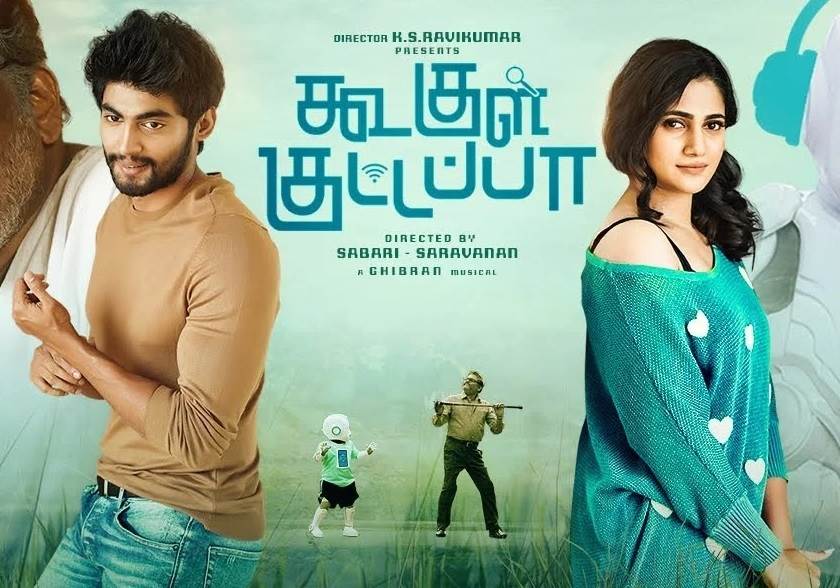 DIRECTOR K.S.RAVIKUMAR
PRESENTS
கூகுள்
குட்டப்பா
DIRECTED BY
SABARI - SARAVANAN
A GHIBRAN MUSICAL